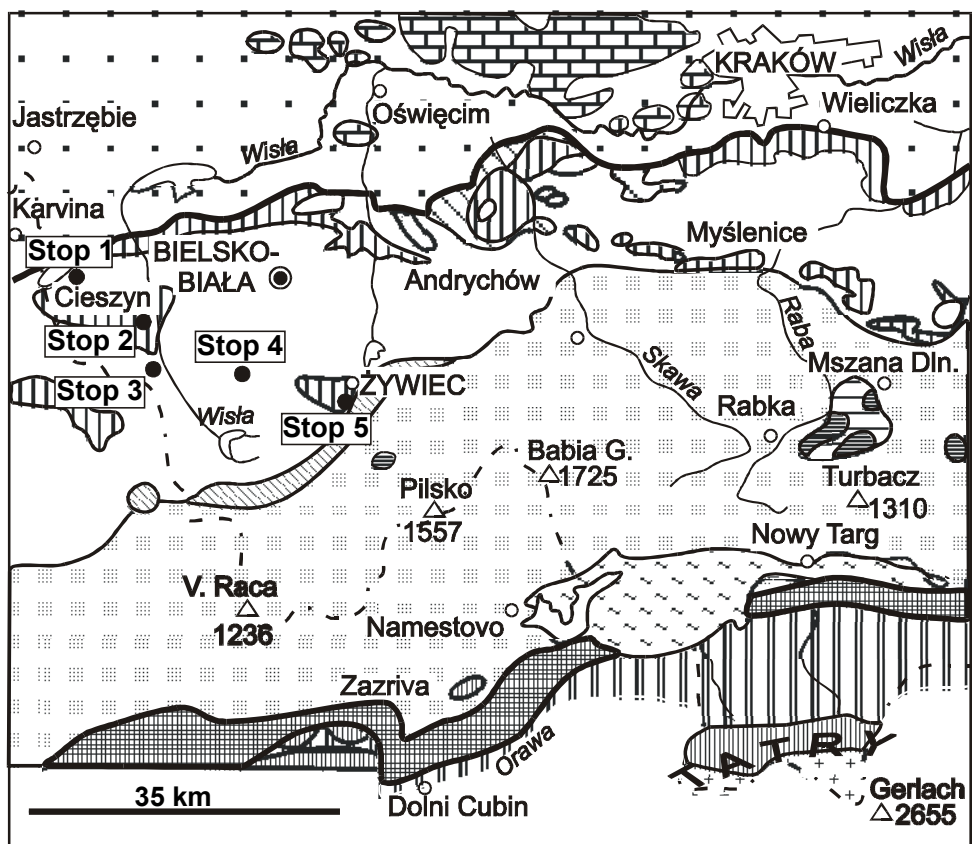 KRAKÓW
Wisła
Oświęcim
Wieliczka
Jastrzębie
Wisła
Karvina
Stop 1
BIELSKO-
BIAŁA
Myślenice
Andrychów
Cieszyn
Stop 2
Stop 4
Raba
Skawa
Mszana Dln.
Stop 3
ŻYWIEC
Rabka
Wisła
Stop 5
Babia G.
1725
Turbacz
1310
Pilsko
1557
Nowy Targ
V. Raca
1236
Namestovo
Zazriva
Orawa
TATRY
35 km
Dolni Cubin
Gerlach
2655